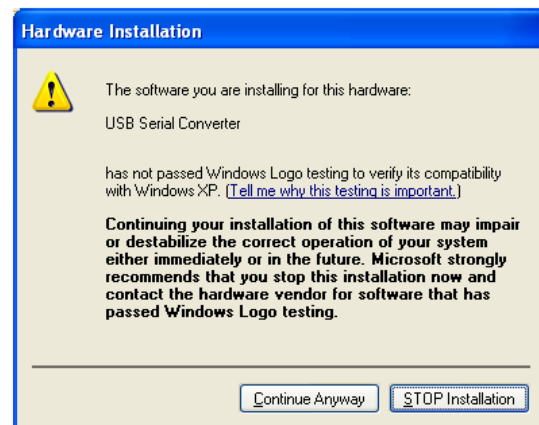 Hardware Installation
The software you are installing for this hardware:
USB Serial Converter
has not passed Windows Logo testing to verify its compatibility
with Windows XP. (Tell me why this testing is important.)
Continuing your installation of this software may impair
or destabilize the correct operation of your system
either immediately or in the future. Microsoft strongly
recommends that you stop this installation now and
contact the hardware vendor for software that has
passed Windows Logo testing.
Continue Anyway
STOP Installation